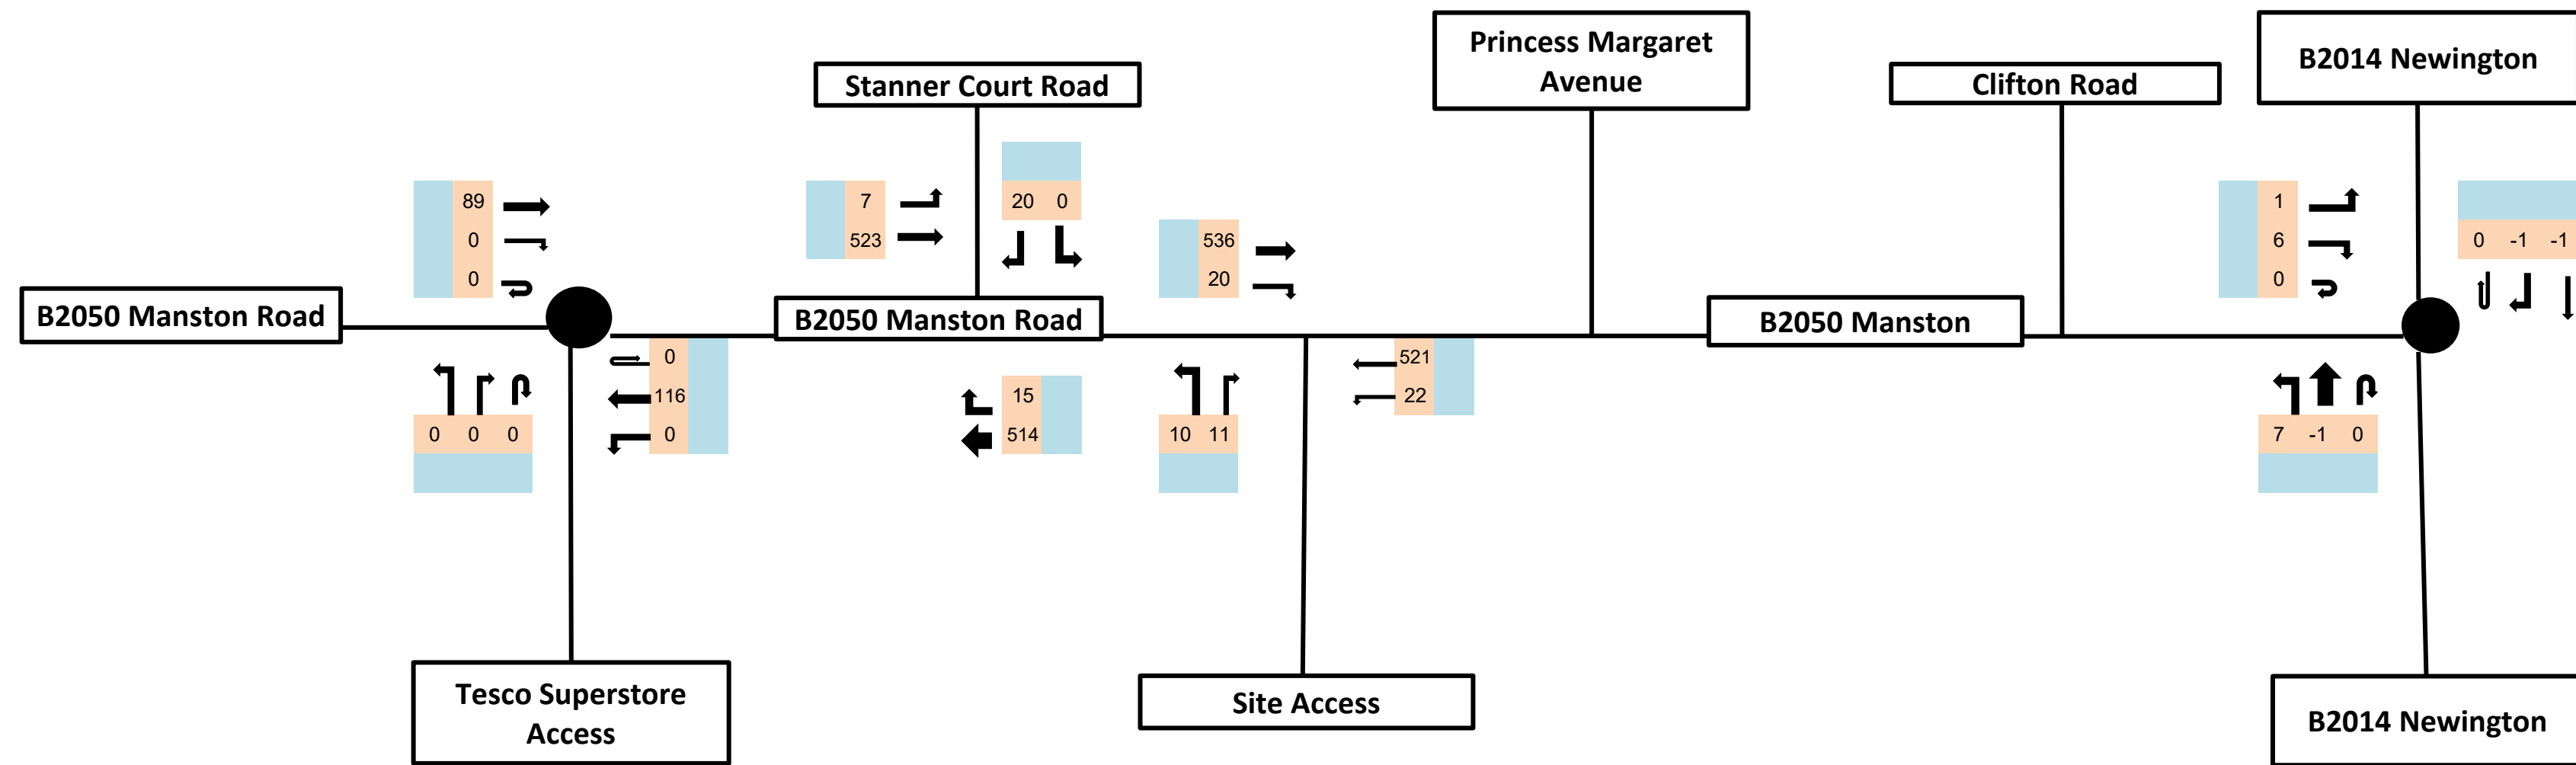 Princess Margaret
Avenue
B2014 Newington
Stanner Court Road
Clifton Road
89
0
0
7
523
20 0
536
20
1
6
0
0 -1 -1
B2050 Manston Road
B2050 Manston Road
B2050 Manston
0
116
0
0 0 0
15
514
10 11
521
22
7 -1 0
Tesco Superstore
Access
Site Access
B2014 Newington